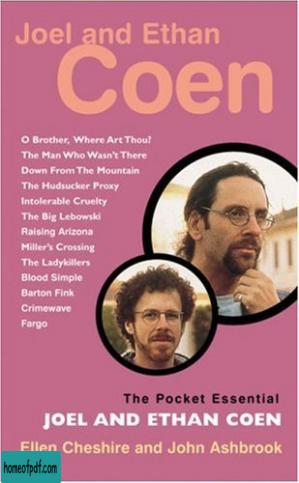 Joel and Ethan
Coen
O Brother, Where Art Thou?
The Man Who Wasn't There
Down From The Mountain
The Hudsucker Proxy
Intolerable Cruelty
The Big Lebowski
Raising Arizona
Miller's Crossing
The Ladykillers
Blood Simple
Barton Fink
Crimewave
Fargo
The Pocket Essential
JOEL AND ETHAN COEN
Ellen Cheshire and John Ashbrook
homeofpdf.com